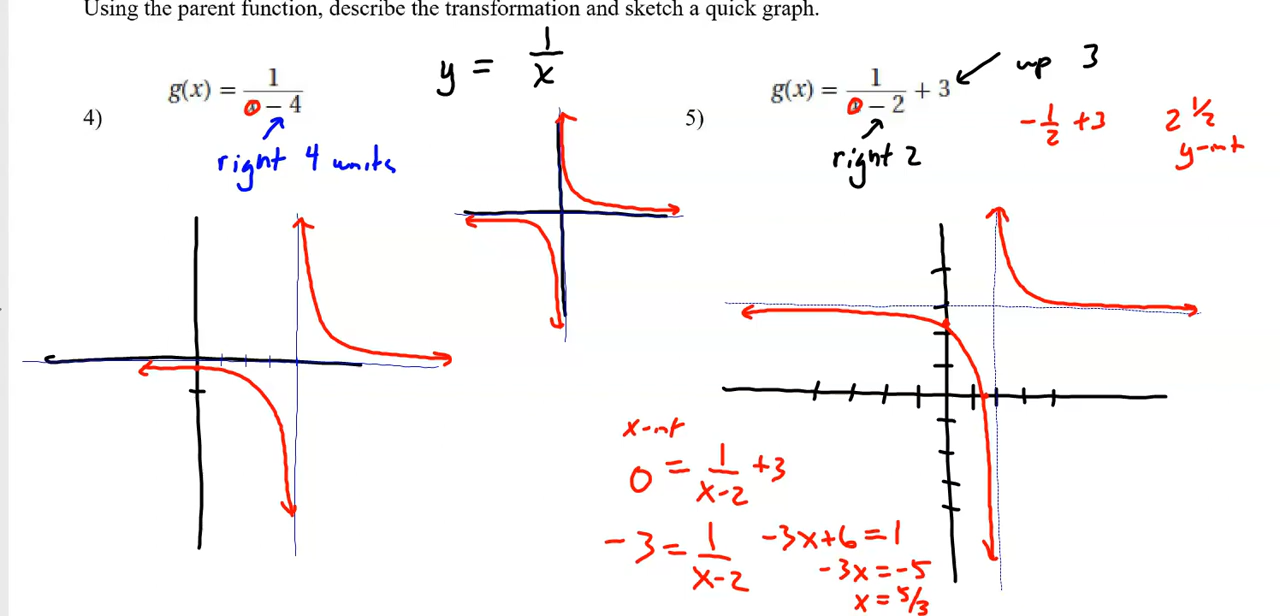 Using the parent function, describe the transformation and sketch a quick graph.
y = 1/x
4) g(x) = 1/(0 − 4)
right 4 units
5) g(x) = 1/(0 − 2) + 3
up 3
right 2
-1/2 + 3
2 1/2
y-int
x-int
0 = 1/(x-2) + 3
-3 = 1/(x-2)
-3x+6 = 1
-3x = -5
x = 5/3